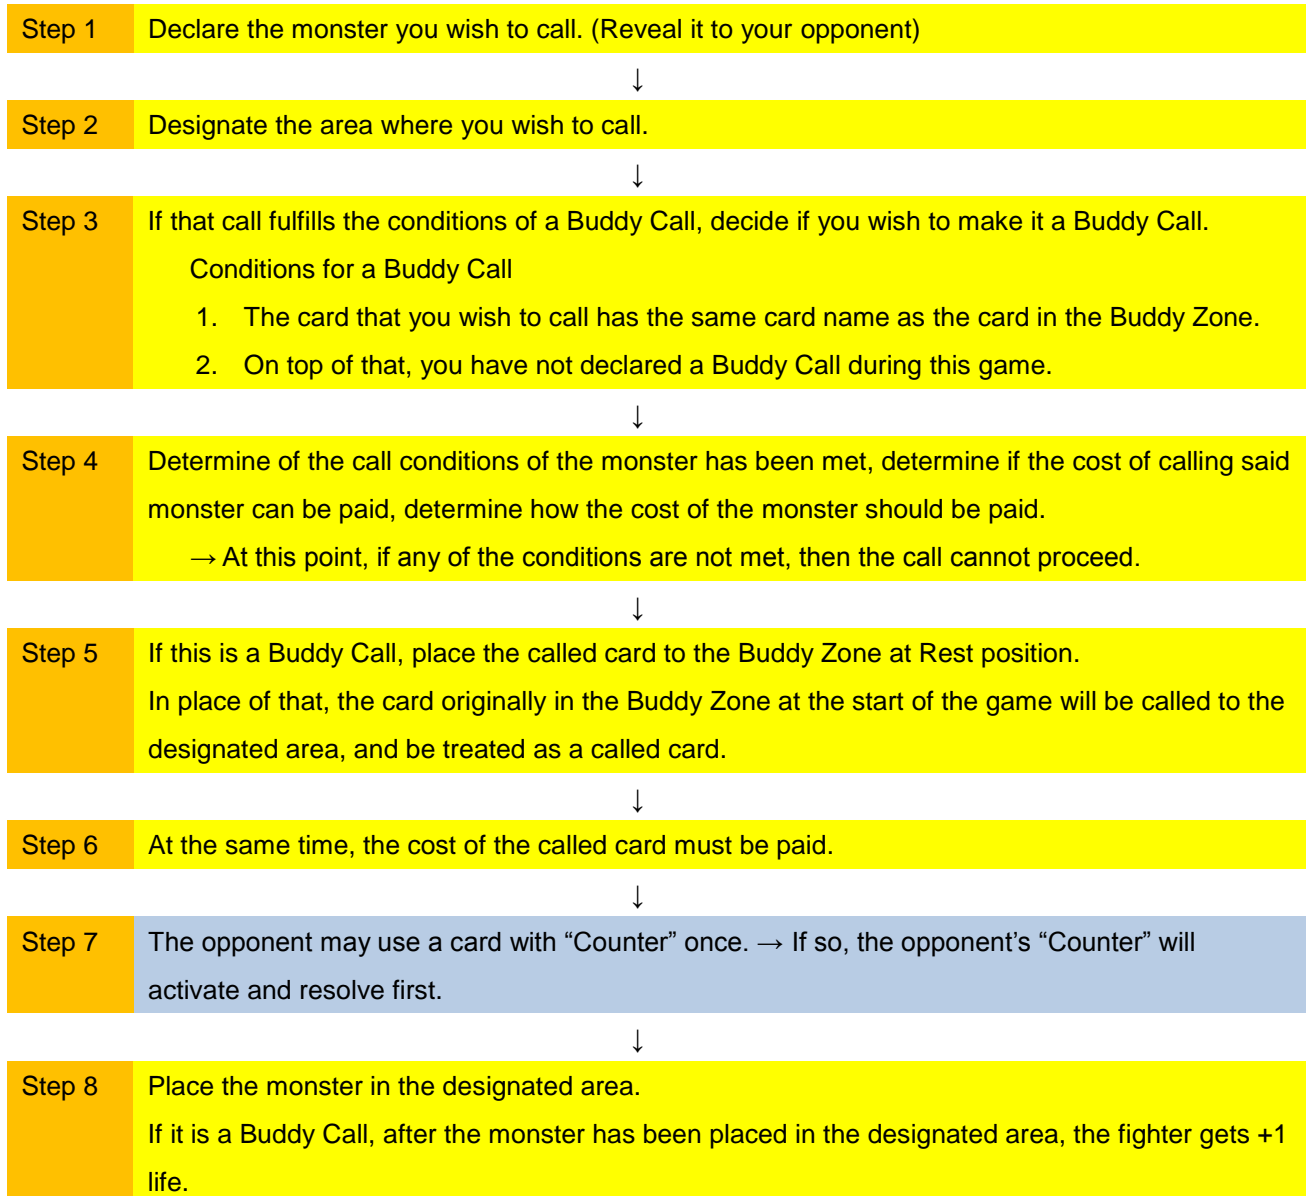 Step 1 Declare the monster you wish to call. (Reveal it to your opponent)
↓
Step 2 Designate the area where you wish to call.
↓
Step 3 If that call fulfills the conditions of a Buddy Call, decide if you wish to make it a Buddy Call.
Conditions for a Buddy Call
1. The card that you wish to call has the same card name as the card in the Buddy Zone.
2. On top of that, you have not declared a Buddy Call during this game.
↓
Step 4 Determine of the call conditions of the monster has been met, determine if the cost of calling said
monster can be paid, determine how the cost of the monster should be paid.
→ At this point, if any of the conditions are not met, then the call cannot proceed.
↓
Step 5 If this is a Buddy Call, place the called card to the Buddy Zone at Rest position.
In place of that, the card originally in the Buddy Zone at the start of the game will be called to the
designated area, and be treated as a called card.
↓
Step 6 At the same time, the cost of the called card must be paid.
↓
Step 7 The opponent may use a card with “Counter” once. → If so, the opponent’s “Counter” will
activate and resolve first.
↓
Step 8 Place the monster in the designated area.
If it is a Buddy Call, after the monster has been placed in the designated area, the fighter gets +1
life.